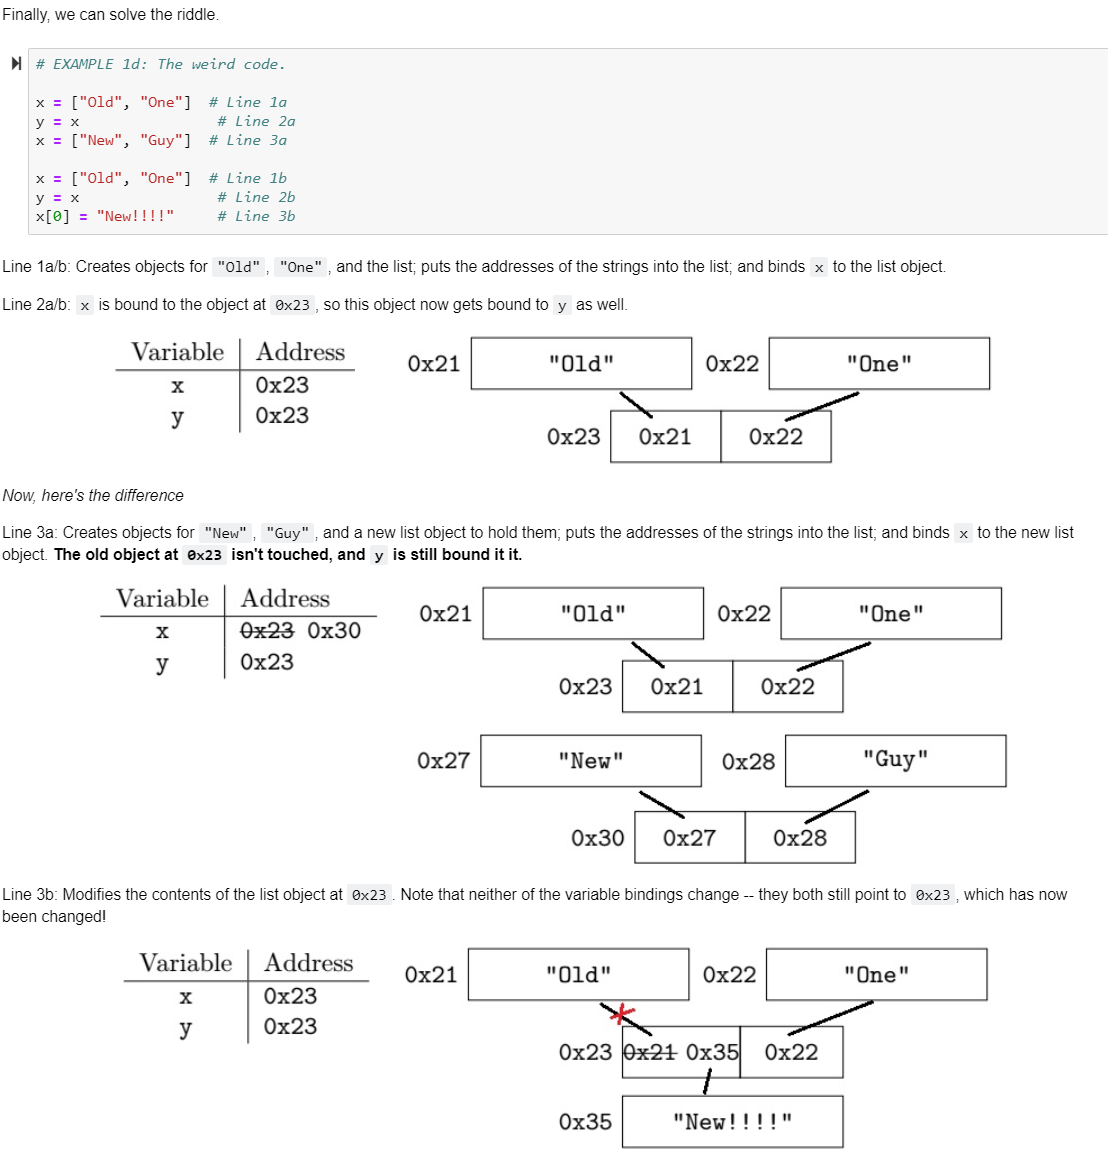 Finally, we can solve the riddle.
# EXAMPLE 1d: The weird code.
x = ["Old", "One"]  # Line 1a
y = x                # Line 2a
x = ["New", "Guy"]  # Line 3a
x = ["Old", "One"]  # Line 1b
y = x                # Line 2b
x[0] = "New!!!!"     # Line 3b
Line 1a/b: Creates objects for "Old" , "One" , and the list; puts the addresses of the strings into the list; and binds x to the list object.
Line 2a/b: x is bound to the object at 0x23 , so this object now gets bound to y as well.
Variable Address
x 0x23
y 0x23
0x21 "Old" 0x22 "One"
0x23 0x21 0x22
Now, here's the difference
Line 3a: Creates objects for "New" , "Guy" , and a new list object to hold them; puts the addresses of the strings into the list; and binds x to the new list
object. The old object at 0x23 isn't touched, and y is still bound it it.
Variable Address
x 0x23 0x30
y 0x23
0x21 "Old" 0x22 "One"
0x23 0x21 0x22
0x27 "New" 0x28 "Guy"
0x30 0x27 0x28
Line 3b: Modifies the contents of the list object at 0x23 . Note that neither of the variable bindings change -- they both still point to 0x23 , which has now
been changed!
Variable Address
x 0x23
y 0x23
0x21 "Old" 0x22 "One"
0x23 0x21 0x35 0x22
0x35 "New!!!!"